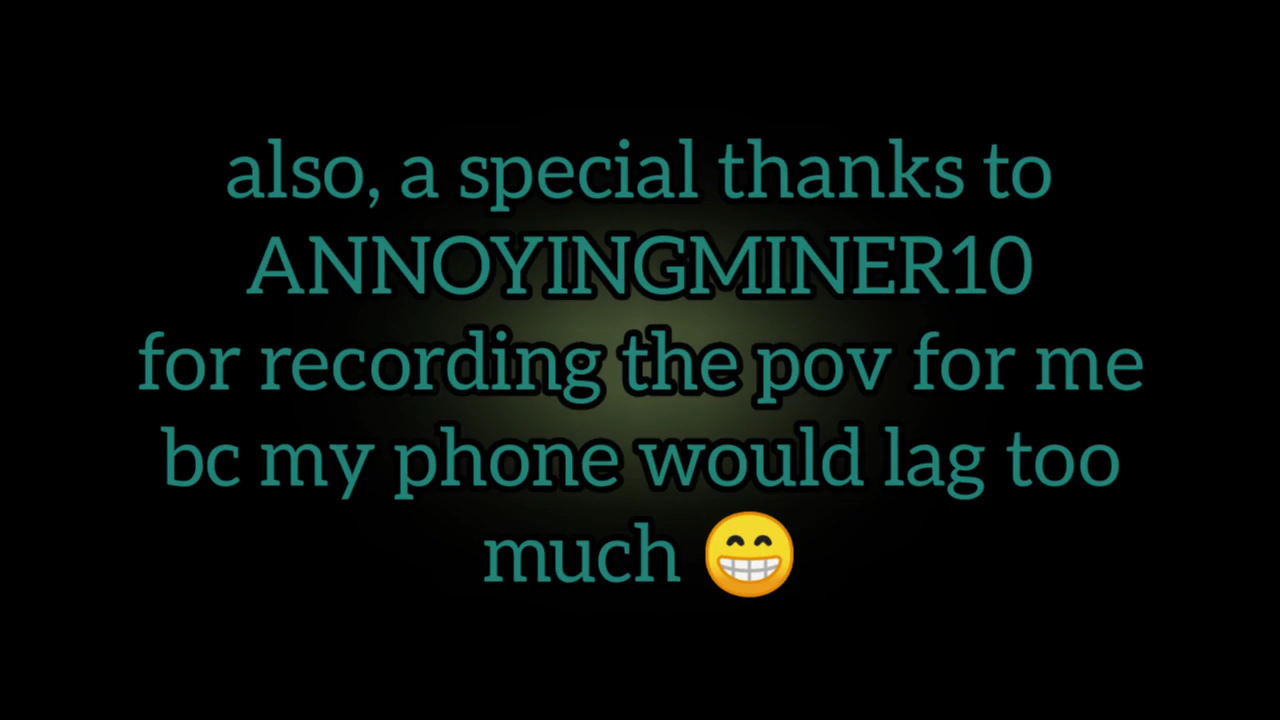 also, a special thanks to
ANNOYINGMINER10
for recording the pov for me
bc my phone would lag too
much 😁